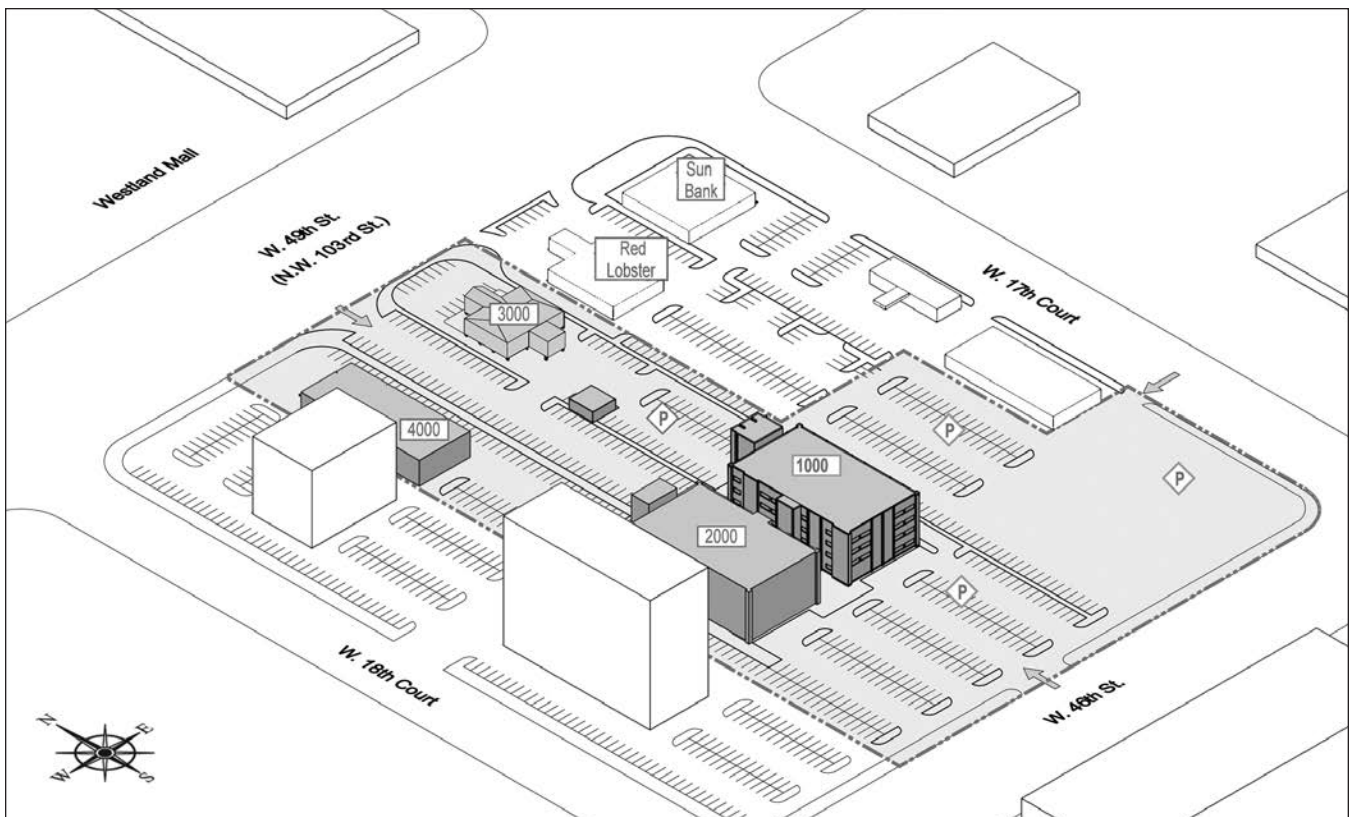 Westland Mall
W. 49th St.
(N.W. 103rd St.)
Sun
Bank
Red
Lobster
W. 17th Court
3000
P
4000
P
1000
P
2000
P
W. 18th Court
W. 46th St.
N
E
W
S